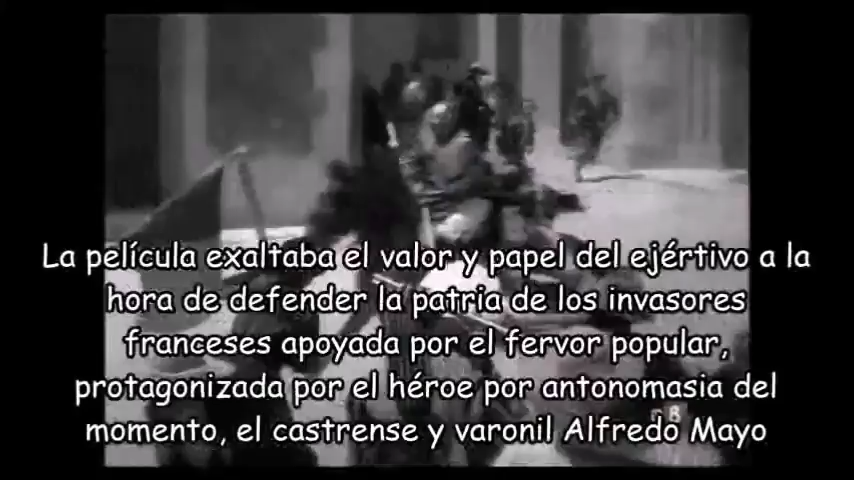 La película exaltaba el valor y papel del ejértivo a la
hora de defender la patria de los invasores
franceses apoyada por el fervor popular,
protagonizada por el héroe por antonomasia del
momento, el castrense y varonil Alfredo Mayo